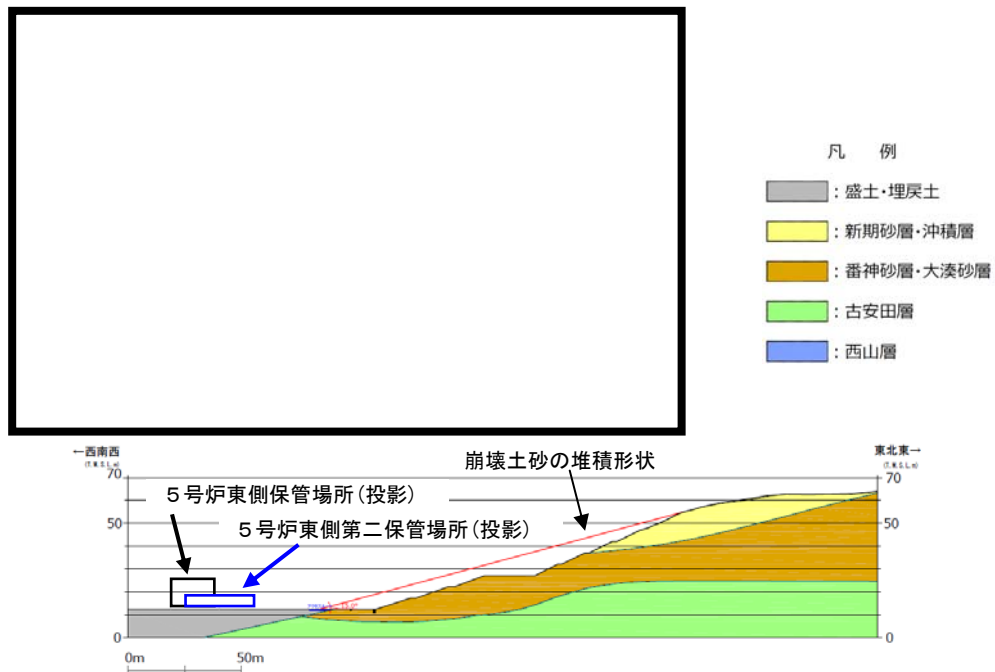 凡　例
：盛土・埋戻土
：新期砂層・沖積層
：番神砂層・大湊砂層
：古安田層
：西山層
←西南西
(T.M.S.L.m)
東北東→
(T.M.S.L.m)
崩壊土砂の堆積形状
５号炉東側保管場所（投影）
５号炉東側第二保管場所（投影）
70
50
0
70
50
0
0m
50m